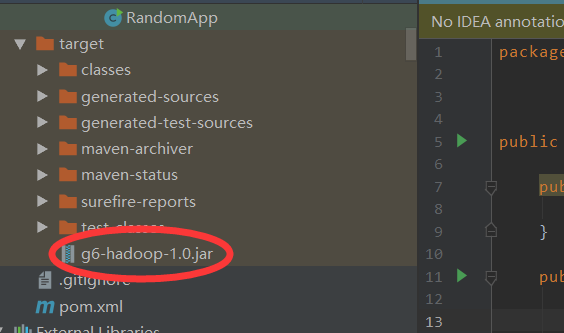 RandomApp
target
classes
generated-sources
generated-test-sources
maven-archiver
maven-status
surefire-reports
test-classes
g6-hadoop-1.0.jar
.gitignore
pom.xml
External Libraries
No IDEA annotatio
1 package
2
3
5 public
6
7 pub
8
9 }
10
11 pub
12
13